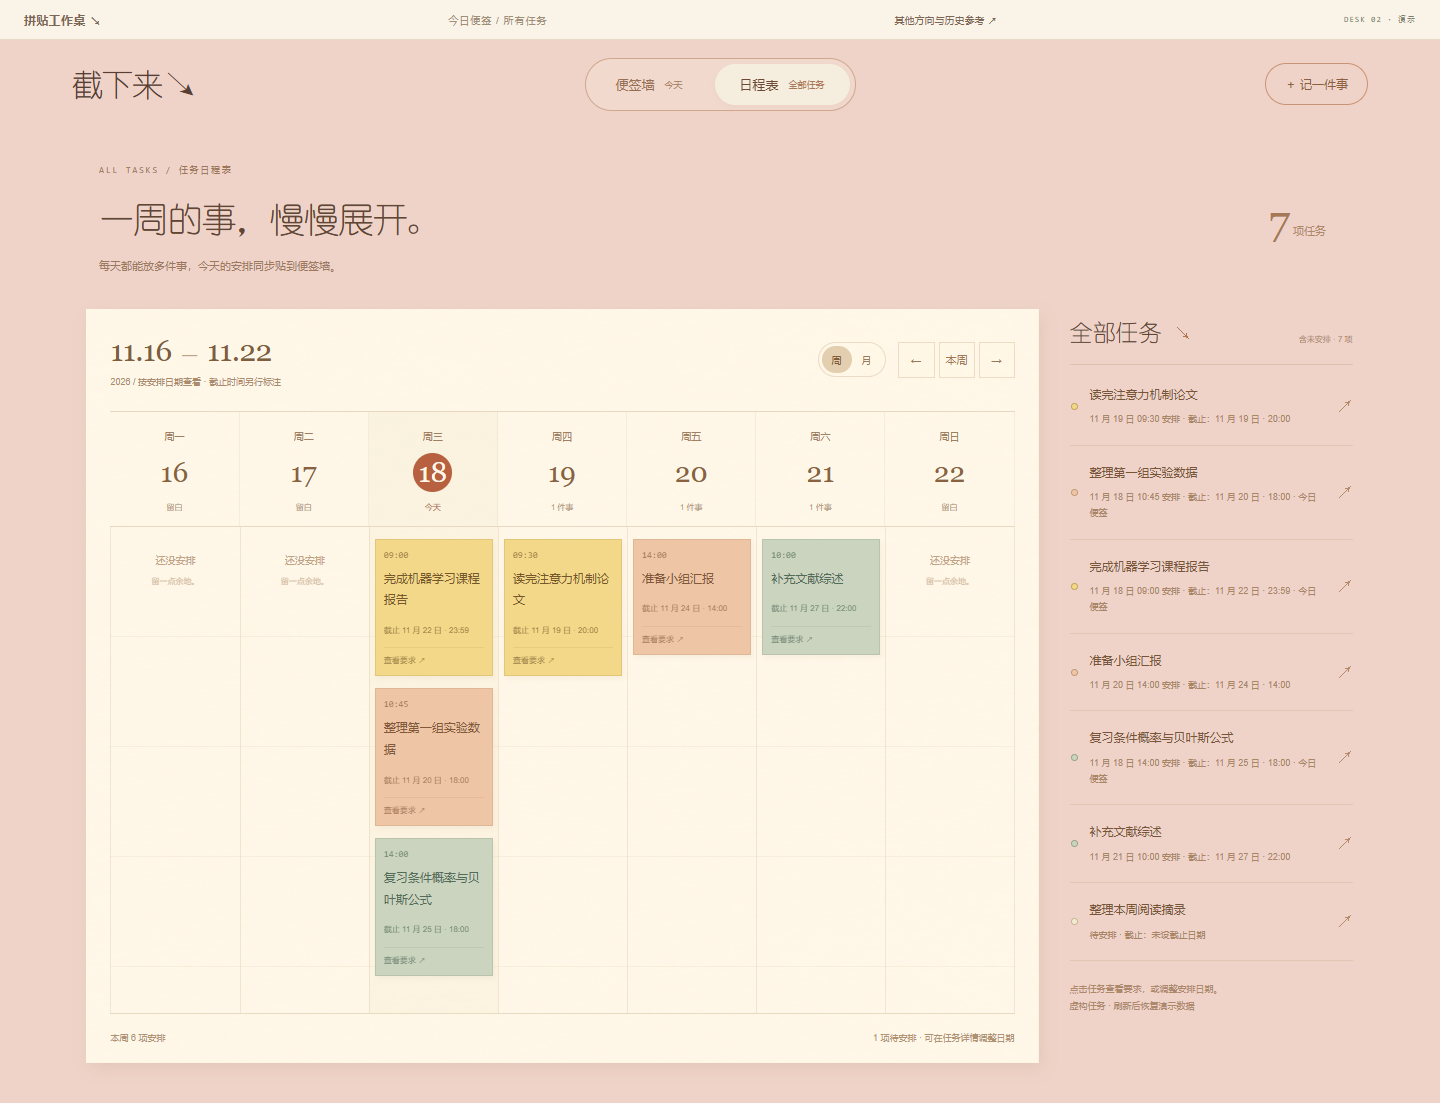 拼贴工作桌 ↘
今日便签 / 所有任务
其他方向与历史参考 ↗
DESK 02 · 演示
截下来↘
便签墙 今天
日程表 全部任务
+ 记一件事
ALL TASKS / 任务日程表
一周的事，慢慢展开。
每天都能放多件事，今天的安排同步贴到便签墙。
7 项任务
11.16 — 11.22
2026 / 按安排日期查看 · 截止时间另行标注
周 月
← 本周 →
周一 周二 周三 周四 周五 周六 周日
16 17 18 19 20 21 22
留白 留白 今天 1 件事 1 件事 1 件事 留白
还没安排
留一点余地。
还没安排
留一点余地。
09:00
完成机器学习课程
报告
截止 11 月 22 日 · 23:59
查看要求 ↗
10:45
整理第一组实验数
据
截止 11 月 20 日 · 18:00
查看要求 ↗
14:00
复习条件概率与贝
叶斯公式
截止 11 月 25 日 · 18:00
查看要求 ↗
09:30
读完注意力机制论
文
截止 11 月 19 日 · 20:00
查看要求 ↗
14:00
准备小组汇报
截止 11 月 24 日 · 14:00
查看要求 ↗
10:00
补充文献综述
截止 11 月 27 日 · 22:00
查看要求 ↗
还没安排
留一点余地。
本周 6 项安排
1 项待安排 · 可在任务详情调整日期
全部任务 ↘
含未安排 · 7 项
读完注意力机制论文
11 月 19 日 09:30 安排 · 截止：11 月 19 日 · 20:00
整理第一组实验数据
11 月 18 日 10:45 安排 · 截止：11 月 20 日 · 18:00 · 今日
便签
完成机器学习课程报告
11 月 18 日 09:00 安排 · 截止：11 月 22 日 · 23:59 · 今日
便签
准备小组汇报
11 月 20 日 14:00 安排 · 截止：11 月 24 日 · 14:00
复习条件概率与贝叶斯公式
11 月 18 日 14:00 安排 · 截止：11 月 25 日 · 18:00 · 今日
便签
补充文献综述
11 月 21 日 10:00 安排 · 截止：11 月 27 日 · 22:00
整理本周阅读摘录
待安排 · 截止：未设截止日期
点击任务查看要求，或调整安排日期。
虚构任务 · 刷新后恢复演示数据